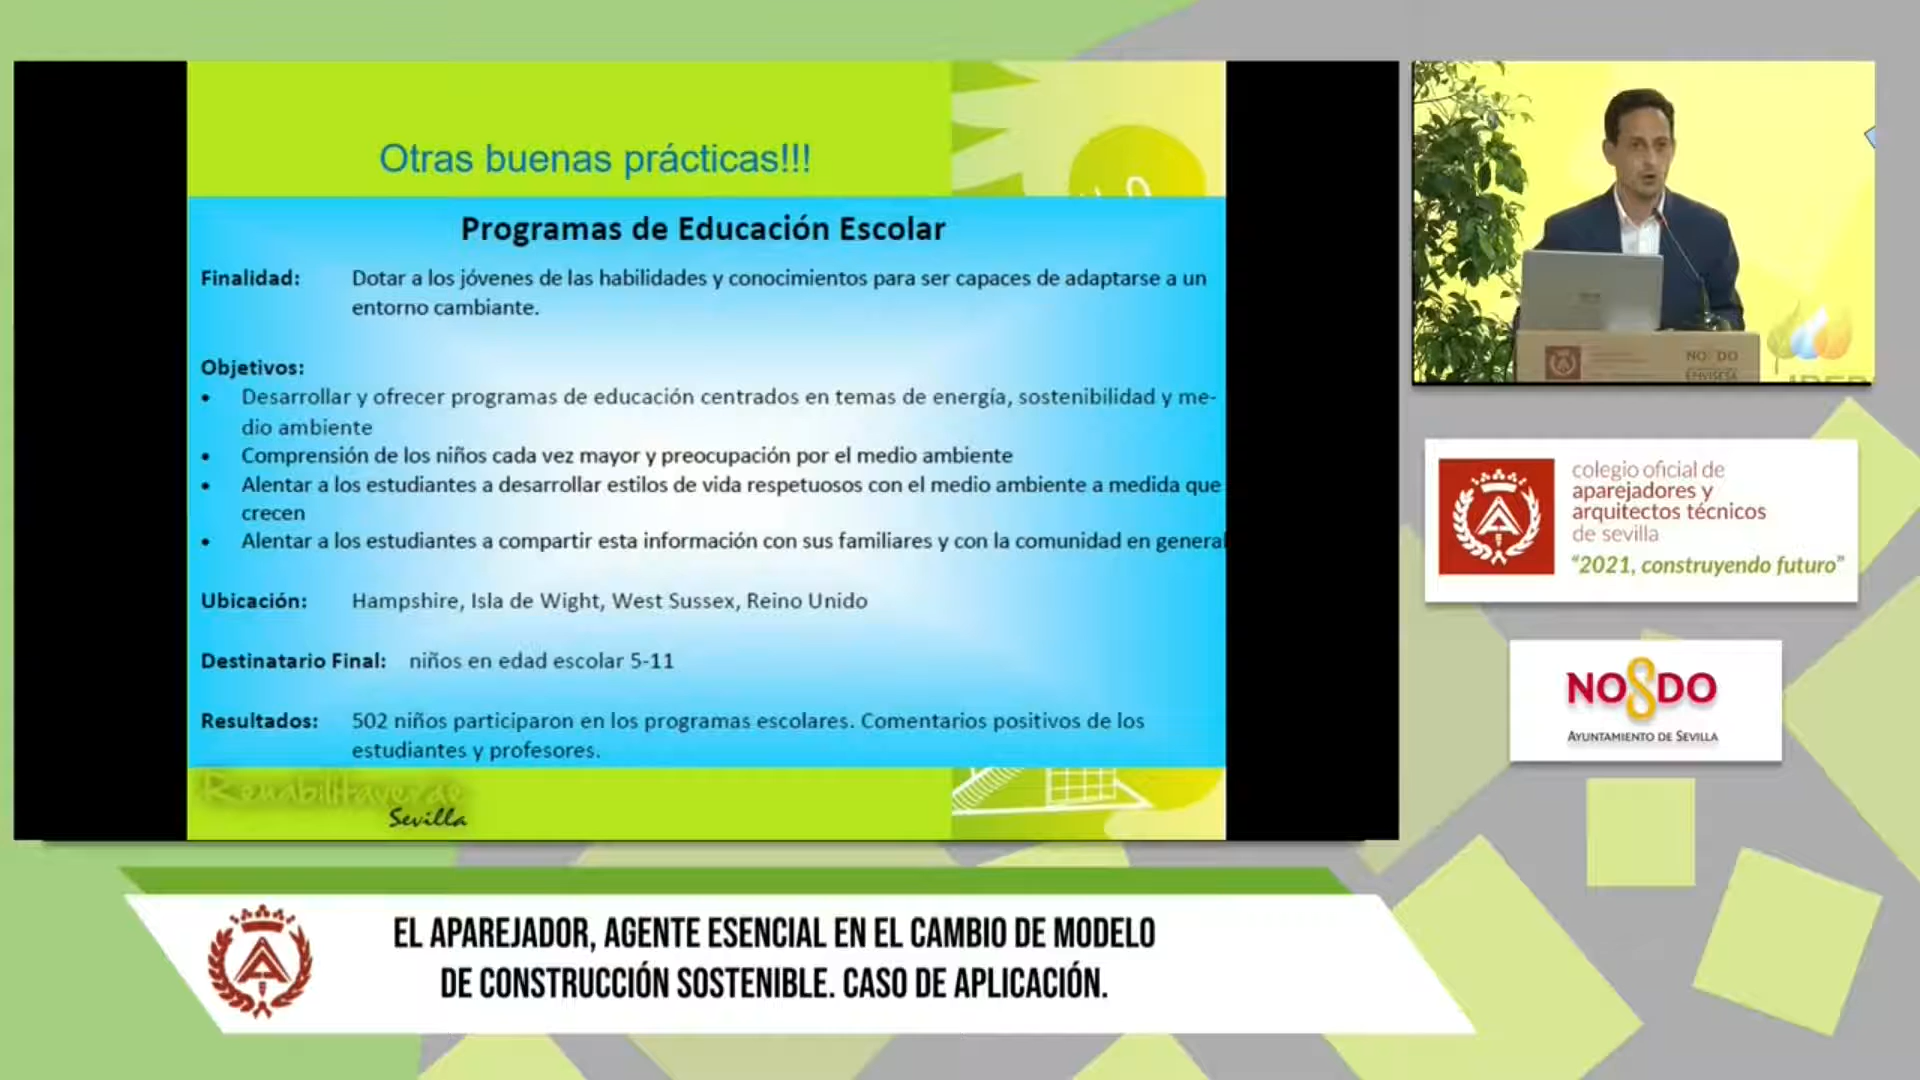 Otras buenas prácticas!!!
Programas de Educación Escolar
Finalidad: Dotar a los jóvenes de las habilidades y conocimientos para ser capaces de adaptarse a un
entorno cambiante.
Objetivos:
• Desarrollar y ofrecer programas de educación centrados en temas de energía, sostenibilidad y me-
dio ambiente
• Comprensión de los niños cada vez mayor y preocupación por el medio ambiente
• Alentar a los estudiantes a desarrollar estilos de vida respetuosos con el medio ambiente a medida que
crecen
• Alentar a los estudiantes a compartir esta información con sus familiares y con la comunidad en general
Ubicación: Hampshire, Isla de Wight, West Sussex, Reino Unido
Destinatario Final: niños en edad escolar 5-11
Resultados: 502 niños participaron en los programas escolares. Comentarios positivos de los
estudiantes y profesores.
Rehabilitaverde
Sevilla
NO8DO
EMVISESA
colegio oficial de
aparejadores y
arquitectos técnicos
de sevilla
"2021, construyendo futuro"
NO8DO
AYUNTAMIENTO DE SEVILLA
EL APAREJADOR, AGENTE ESENCIAL EN EL CAMBIO DE MODELO
DE CONSTRUCCIÓN SOSTENIBLE. CASO DE APLICACIÓN.